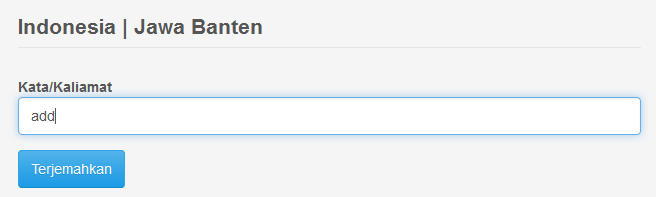 Indonesia | Jawa Banten
Kata/Kaliamat
add
Terjemahkan